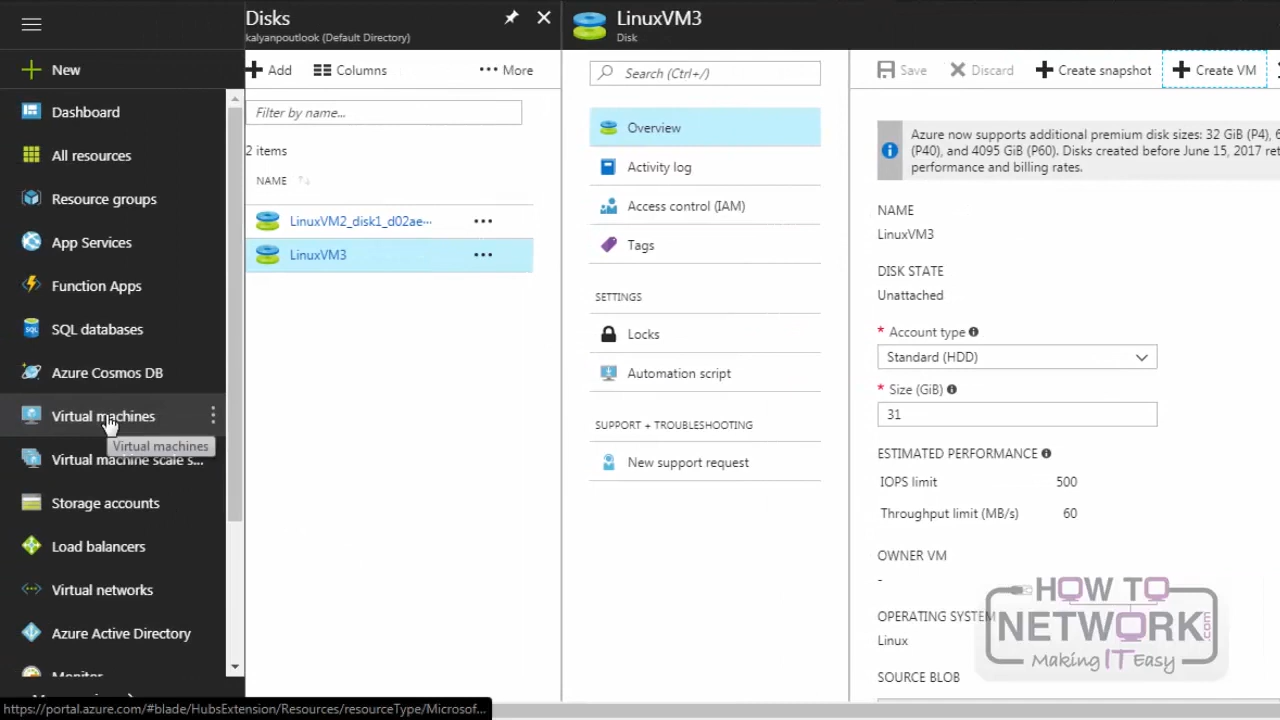 Disks
kalyanpoutlook (Default Directory)
LinuxVM3
Disk
New
Dashboard
All resources
Resource groups
App Services
Function Apps
SQL databases
Azure Cosmos DB
Virtual machines
Virtual machines
Virtual machine scale s...
Storage accounts
Load balancers
Virtual networks
Azure Active Directory
Monitor
https://portal.azure.com/#blade/HubsExtension/Resources/resourceType/Microsof...
Add
Columns
More
Filter by name...
2 items
NAME
LinuxVM2_disk1_d02ae...
LinuxVM3
Search (Ctrl+/)
Overview
Activity log
Access control (IAM)
Tags
SETTINGS
Locks
Automation script
SUPPORT + TROUBLESHOOTING
New support request
Save
Discard
Create snapshot
Create VM
Azure now supports additional premium disk sizes: 32 GiB (P4), 6
(P40), and 4095 GiB (P60). Disks created before June 15, 2017 ret
performance and billing rates.
NAME
LinuxVM3
DISK STATE
Unattached
* Account type
Standard (HDD)
* Size (GiB)
31
ESTIMATED PERFORMANCE
IOPS limit 500
Throughput limit (MB/s) 60
OWNER VM
-
OPERATING SYSTEM
Linux
SOURCE BLOB
HOW TO
NETWORK.com
Making IT Easy